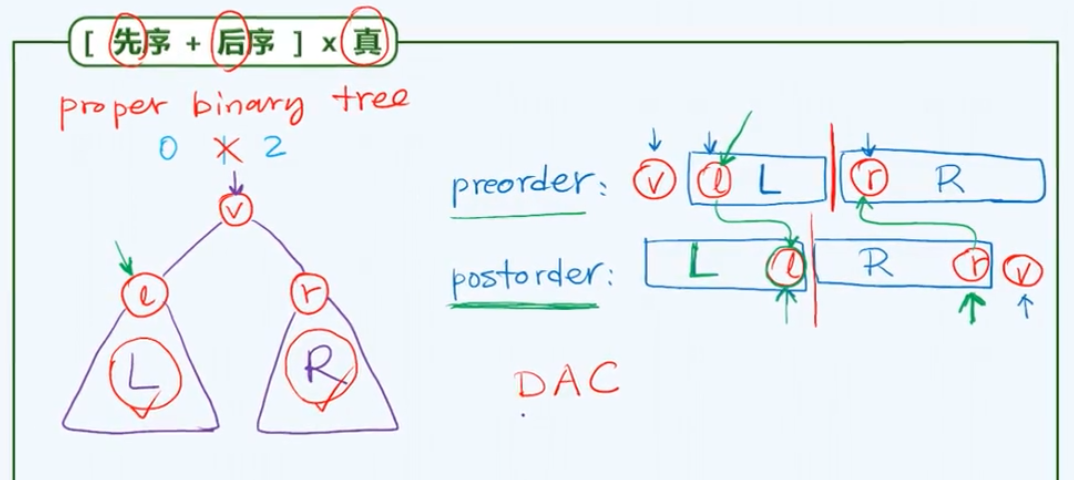 [ 先序 + 后序 ] x 真
proper binary tree
0 1 2
v
l r
L R
preorder: v l L r R
postorder: L l R r v
DAC